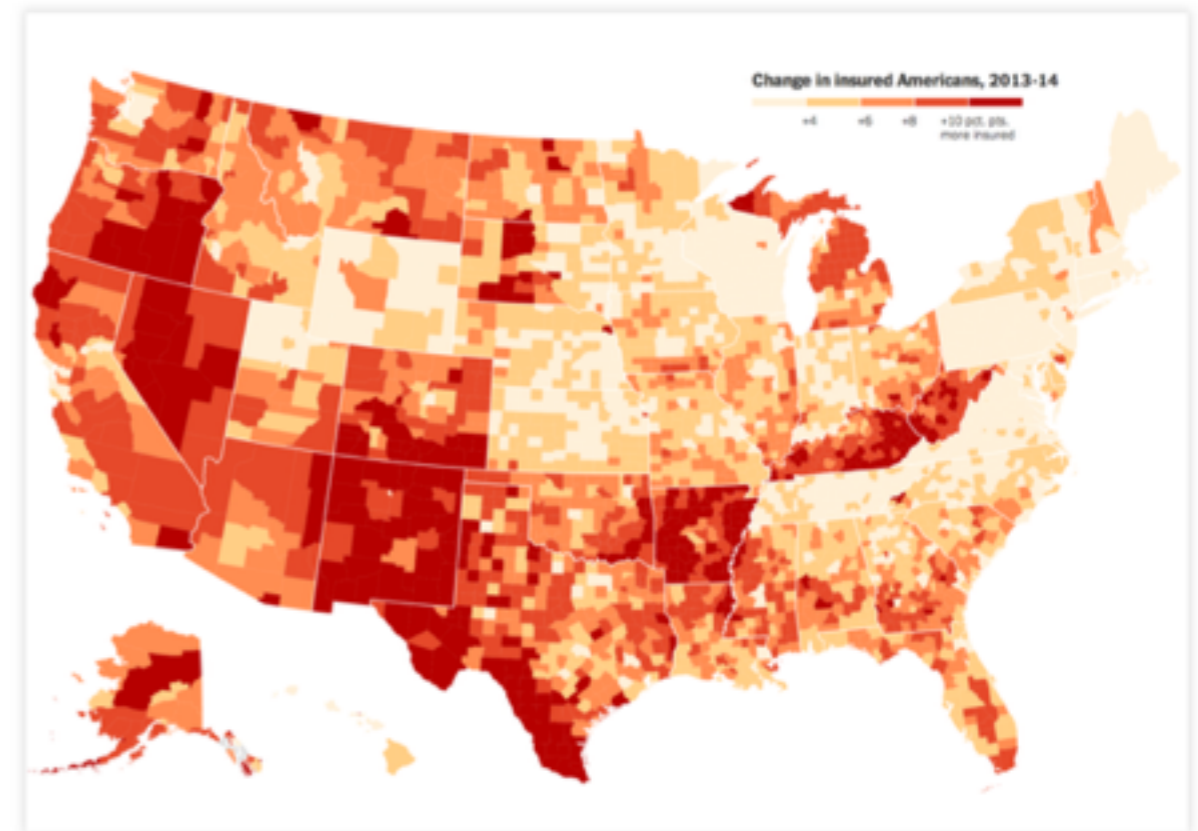 Change in insured Americans, 2013-14
+4 +6 +8 +10 pct. pts.
more insured